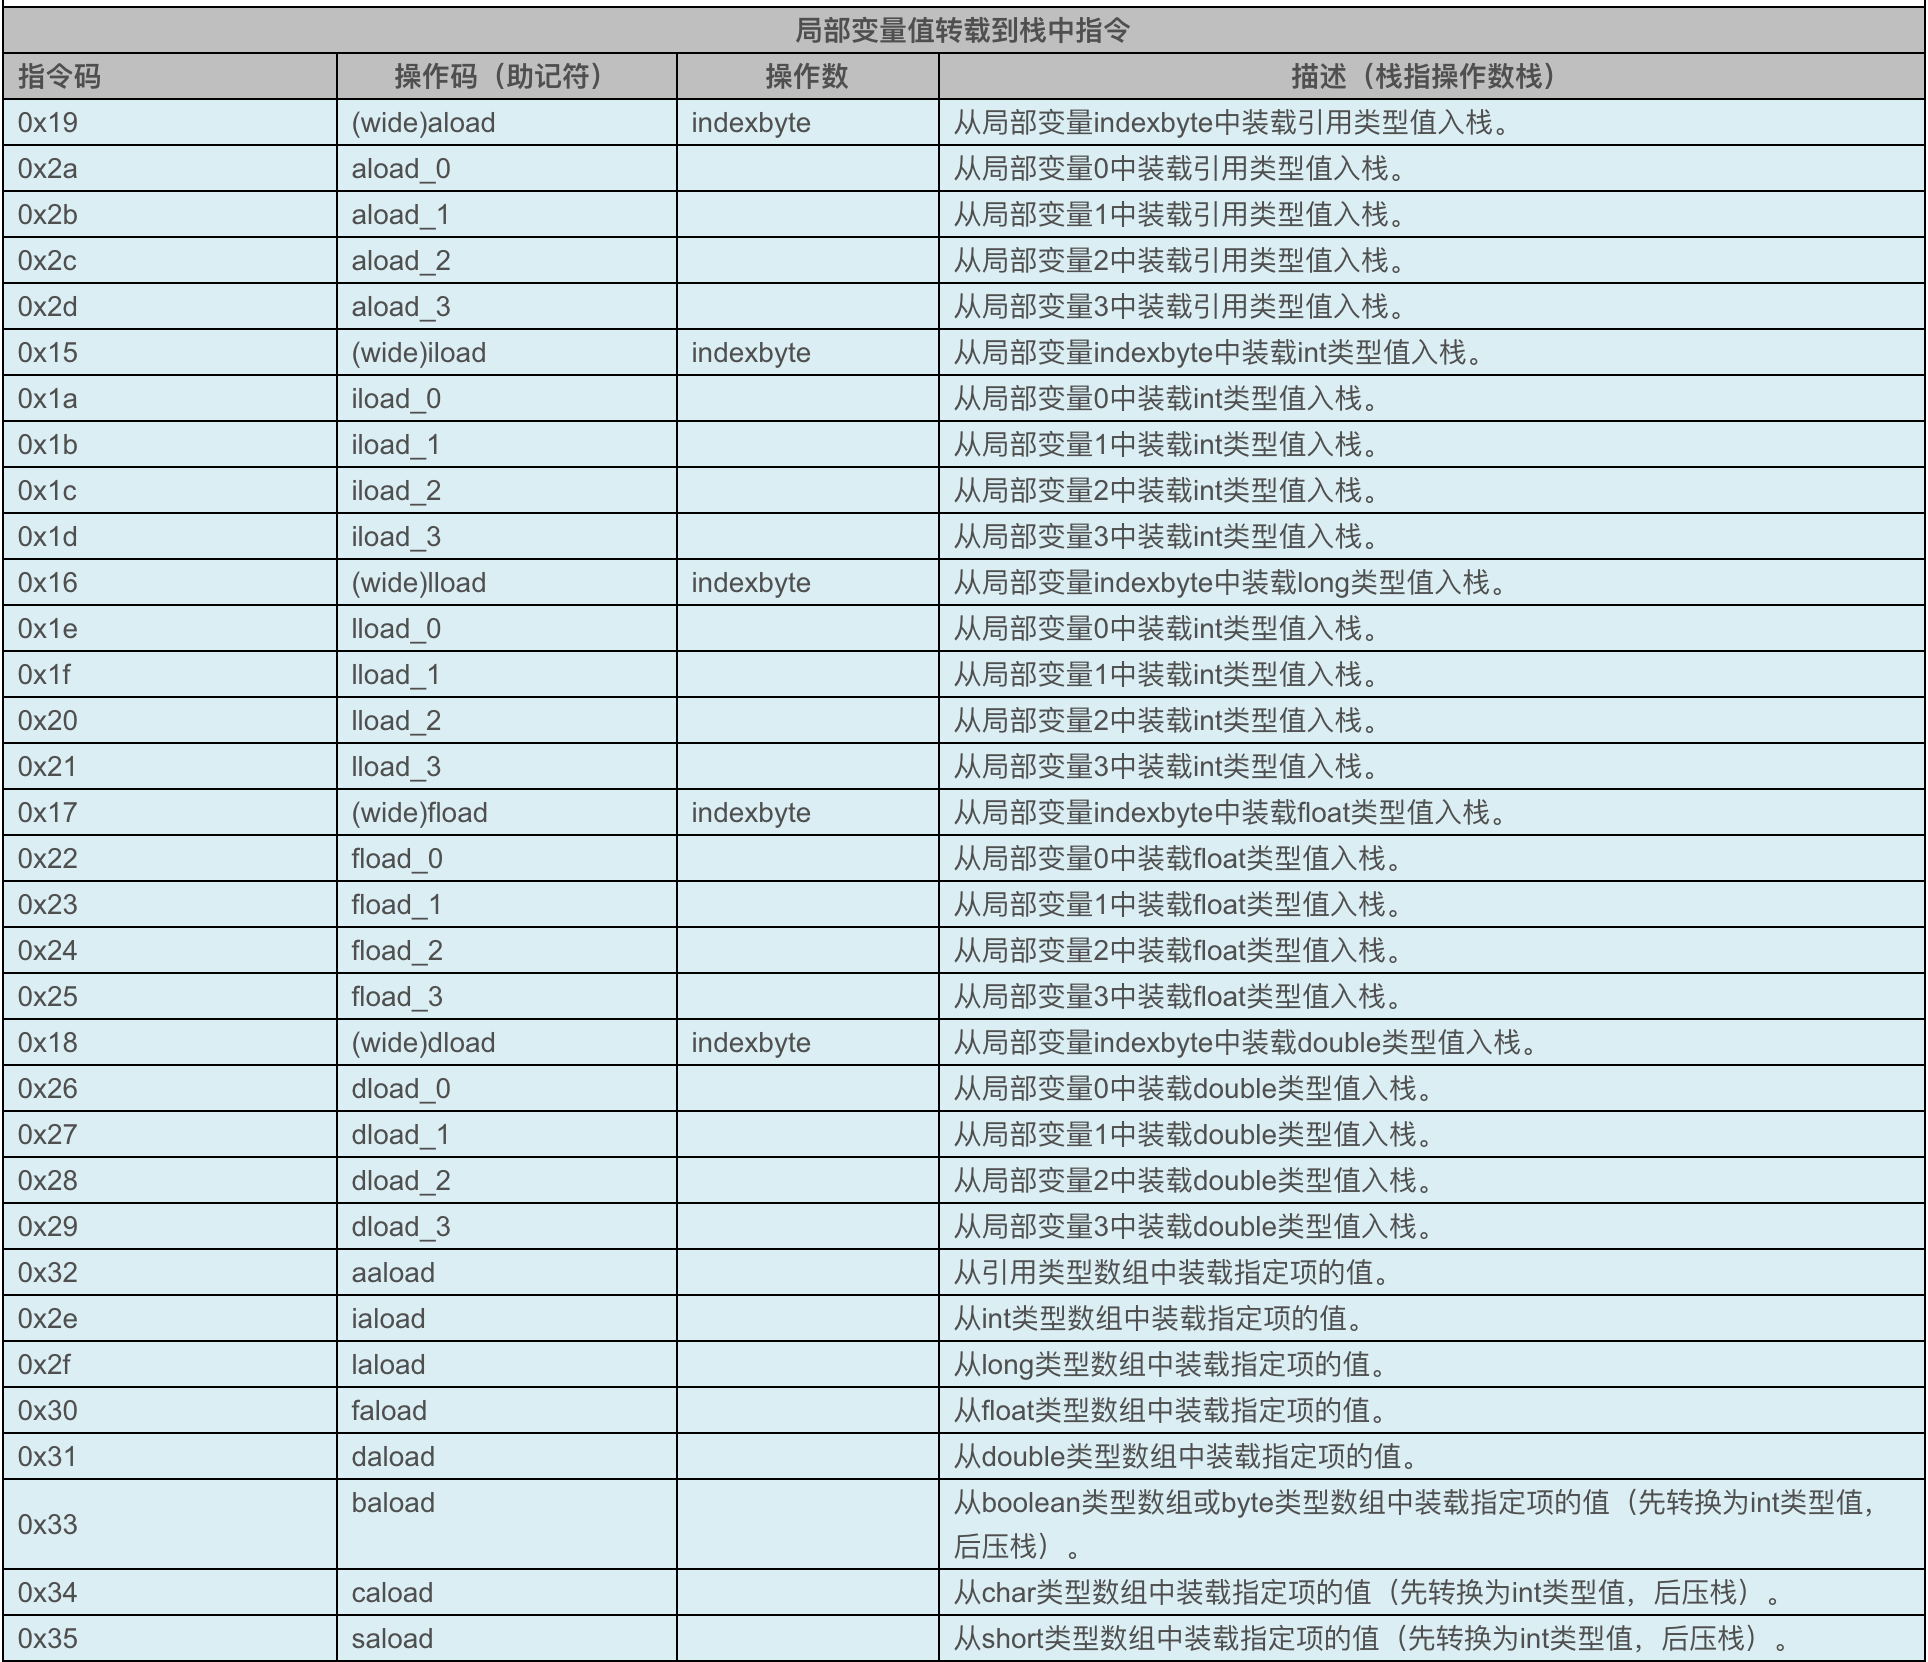 局部变量值转载到栈中指令
指令码 操作码（助记符） 操作数 描述（栈指操作数栈）
0x19 (wide)aload indexbyte 从局部变量indexbyte中装载引用类型值入栈。
0x2a aload_0 从局部变量0中装载引用类型值入栈。
0x2b aload_1 从局部变量1中装载引用类型值入栈。
0x2c aload_2 从局部变量2中装载引用类型值入栈。
0x2d aload_3 从局部变量3中装载引用类型值入栈。
0x15 (wide)iload indexbyte 从局部变量indexbyte中装载int类型值入栈。
0x1a iload_0 从局部变量0中装载int类型值入栈。
0x1b iload_1 从局部变量1中装载int类型值入栈。
0x1c iload_2 从局部变量2中装载int类型值入栈。
0x1d iload_3 从局部变量3中装载int类型值入栈。
0x16 (wide)lload indexbyte 从局部变量indexbyte中装载long类型值入栈。
0x1e lload_0 从局部变量0中装载int类型值入栈。
0x1f lload_1 从局部变量1中装载int类型值入栈。
0x20 lload_2 从局部变量2中装载int类型值入栈。
0x21 lload_3 从局部变量3中装载int类型值入栈。
0x17 (wide)fload indexbyte 从局部变量indexbyte中装载float类型值入栈。
0x22 fload_0 从局部变量0中装载float类型值入栈。
0x23 fload_1 从局部变量1中装载float类型值入栈。
0x24 fload_2 从局部变量2中装载float类型值入栈。
0x25 fload_3 从局部变量3中装载float类型值入栈。
0x18 (wide)dload indexbyte 从局部变量indexbyte中装载double类型值入栈。
0x26 dload_0 从局部变量0中装载double类型值入栈。
0x27 dload_1 从局部变量1中装载double类型值入栈。
0x28 dload_2 从局部变量2中装载double类型值入栈。
0x29 dload_3 从局部变量3中装载double类型值入栈。
0x32 aaload 从引用类型数组中装载指定项的值。
0x2e iaload 从int类型数组中装载指定项的值。
0x2f laload 从long类型数组中装载指定项的值。
0x30 faload 从float类型数组中装载指定项的值。
0x31 daload 从double类型数组中装载指定项的值。
0x33 baload 从boolean类型数组或byte类型数组中装载指定项的值（先转换为int类型值，
后压栈）。
0x34 caload 从char类型数组中装载指定项的值（先转换为int类型值，后压栈）。
0x35 saload 从short类型数组中装载指定项的值（先转换为int类型值，后压栈）。